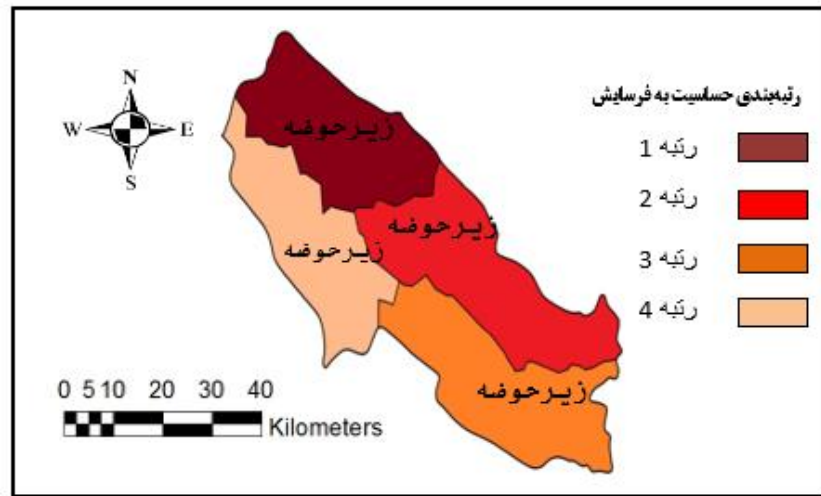 رتبه‌بندی حساسیت به فرسایش
رتبه 1
رتبه 2
رتبه 3
رتبه 4
زیرحوضه
زیرحوضه
زیرحوضه
زیرحوضه
N
W E
S
0 5 10 20 30 40
Kilometers